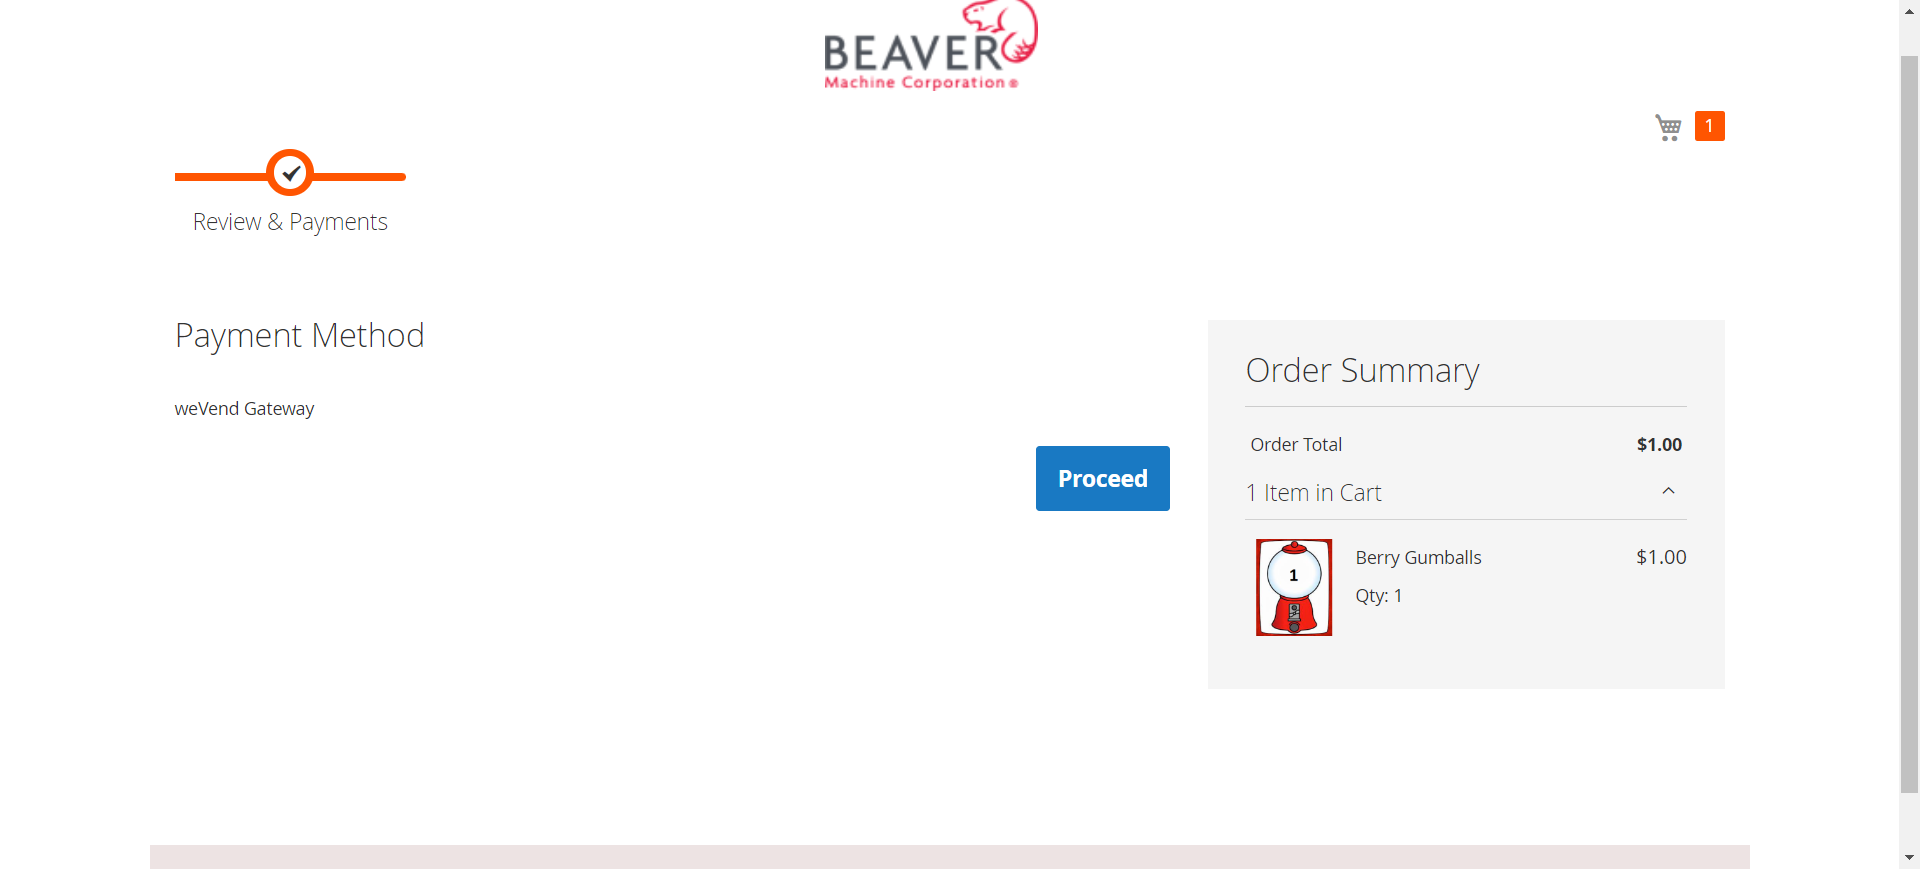 BEAVER
Machine Corporation ®
1
Review & Payments
Payment Method
weVend Gateway
Proceed
Order Summary
Order Total $1.00
1 Item in Cart
1
Berry Gumballs $1.00
Qty: 1